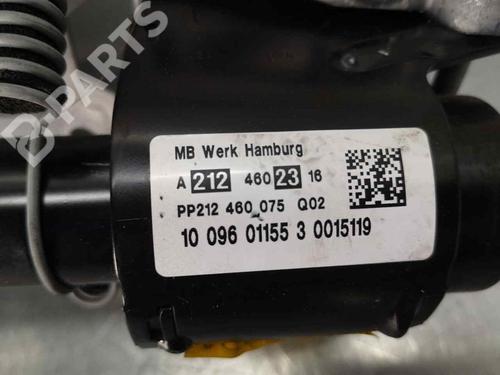 B-PARTS
MB Werk Hamburg
A 212 460 23 16
PP212 460 075 Q02
10 096 01155 3 0015119